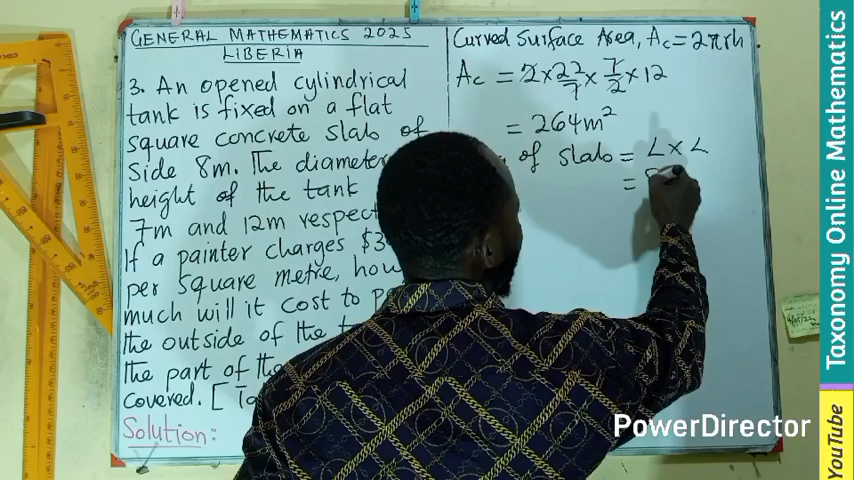 GENERAL MATHEMATICS 2025
LIBERIA
3. An opened cylindrical
tank is fixed on a flat
square concrete slab of
side 8m. The diameter
height of the tank
7m and 12m respect
If a painter charges $3
per square metre, how
much will it cost to
the outside of the
the part of the
covered. [
Solution:
Curved Surface Area, Ac = 2πrh
Ac = 2 × 22/7 × 7/2 × 12
= 264m²
of slab = L × L
=
PowerDirector
Taxonomy Online Mathematics
YouTube